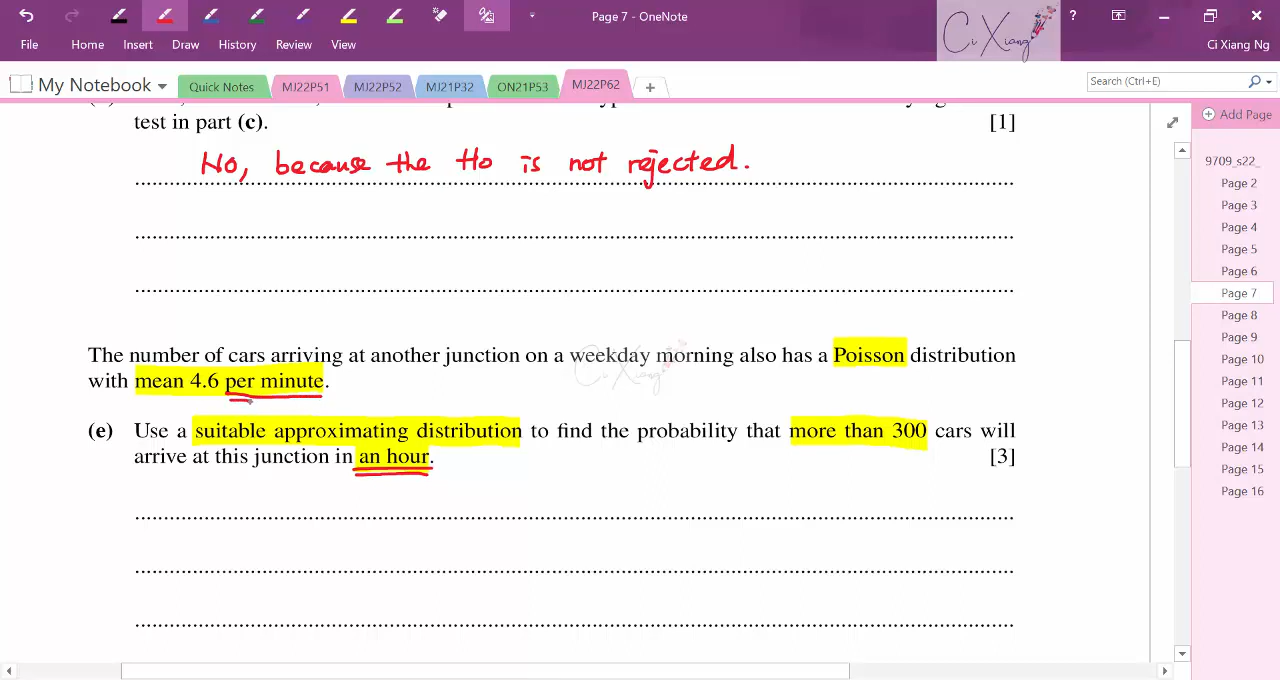 Page 7 - OneNote
Ci Xiang
?
File Home Insert Draw History Review View
Ci Xiang Ng
My Notebook
Quick Notes
MJ22P51
MJ22P52
MJ21P32
ON21P53
MJ22P62
Search (Ctrl+E)
Add Page
test in part (c). [1]
No, because the Ho is not rejected.
The number of cars arriving at another junction on a weekday morning also has a Poisson distribution
with mean 4.6 per minute.
Ci Xiang
(e) Use a suitable approximating distribution to find the probability that more than 300 cars will
arrive at this junction in an hour. [3]
9709_s22_
Page 2
Page 3
Page 4
Page 5
Page 6
Page 7
Page 8
Page 9
Page 10
Page 11
Page 12
Page 13
Page 14
Page 15
Page 16